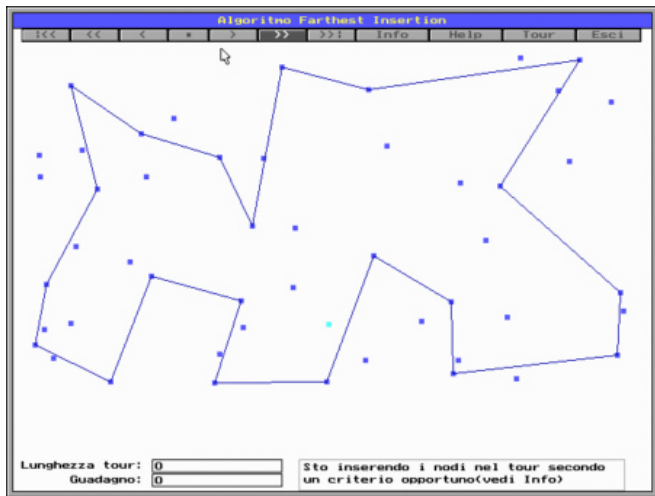 Algoritmo Farthest Insertion
|<< << < ▪ > >> >>| Info Help Tour Esci
Lunghezza tour: 0
Guadagno: 0
Sto inserendo i nodi nel tour secondo
un criterio opportuno(vedi Info)